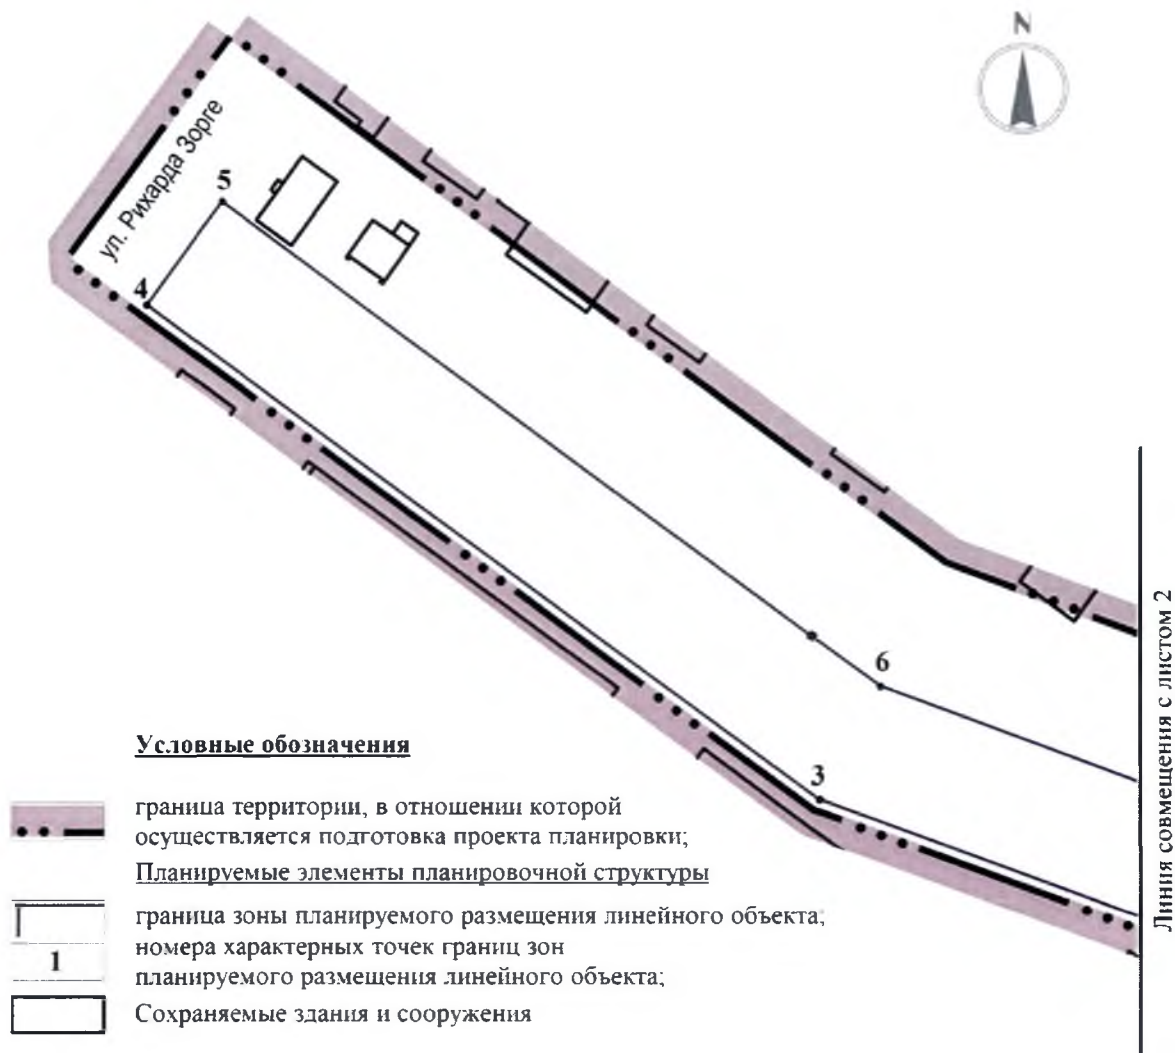 N
ул. Рихарда Зорге
5
4
6
3
Линия совмещения с листом 2
Условные обозначения
граница территории, в отношении которой
осуществляется подготовка проекта планировки;
Планируемые элементы планировочной структуры
граница зоны планируемого размещения линейного объекта;
номера характерных точек границ зон
1
планируемого размещения линейного объекта;
Сохраняемые здания и сооружения